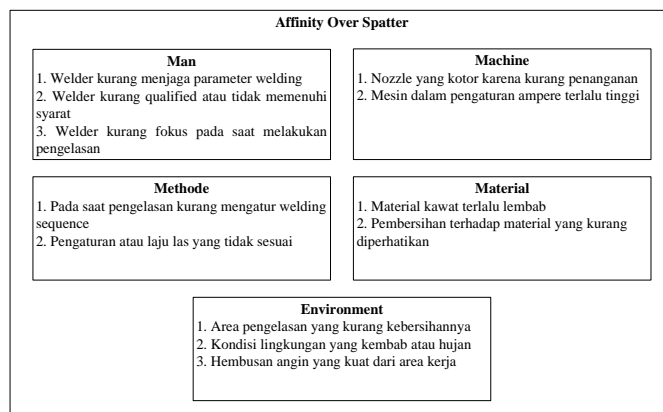 Affinity Over Spatter
Man
1. Welder kurang menjaga parameter welding
2. Welder kurang qualified atau tidak memenuhi
syarat
3. Welder kurang fokus pada saat melakukan
pengelasan
Machine
1. Nozzle yang kotor karena kurang penanganan
2. Mesin dalam pengaturan ampere terlalu tinggi
Methode
1. Pada saat pengelasan kurang mengatur welding
sequence
2. Pengaturan atau laju las yang tidak sesuai
Material
1. Material kawat terlalu lembab
2. Pembersihan terhadap material yang kurang
diperhatikan
Environment
1. Area pengelasan yang kurang kebersihannya
2. Kondisi lingkungan yang kembab atau hujan
3. Hembusan angin yang kuat dari area kerja